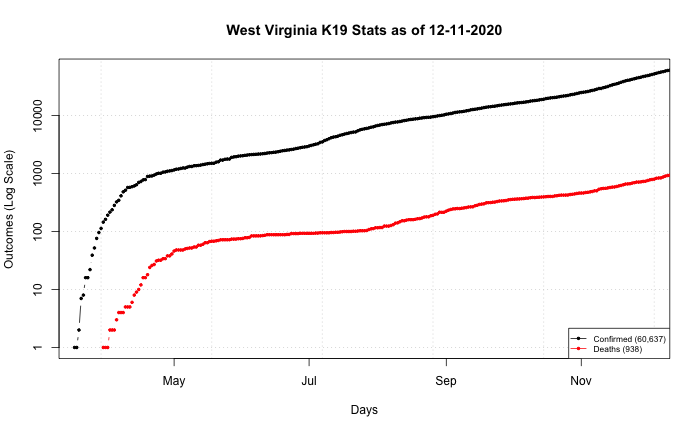 West Virginia K19 Stats as of 12-11-2020
Outcomes (Log Scale)
10000
1000
100
10
1
May
Jul
Sep
Nov
Days
Confirmed (60,637)
Deaths (938)